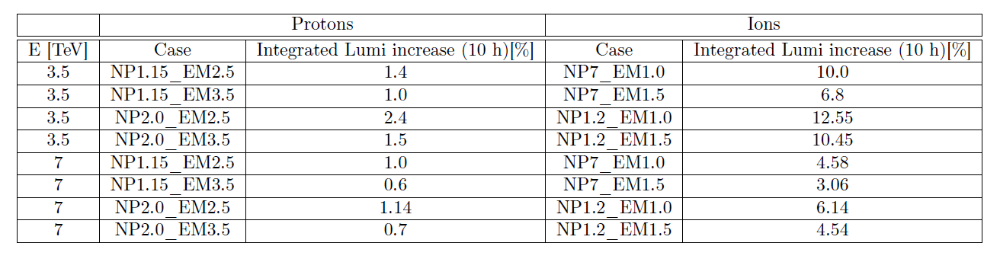 Protons Ions
E [TeV] Case Integrated Lumi increase (10 h)[%] Case Integrated Lumi increase (10 h)[%]
3.5 NP1.15_EM2.5 1.4 NP7_EM1.0 10.0
3.5 NP1.15_EM3.5 1.0 NP7_EM1.5 6.8
3.5 NP2.0_EM2.5 2.4 NP1.2_EM1.0 12.55
3.5 NP2.0_EM3.5 1.5 NP1.2_EM1.5 10.45
7 NP1.15_EM2.5 1.0 NP7_EM1.0 4.58
7 NP1.15_EM3.5 0.6 NP7_EM1.5 3.06
7 NP2.0_EM2.5 1.14 NP1.2_EM1.0 6.14
7 NP2.0_EM3.5 0.7 NP1.2_EM1.5 4.54